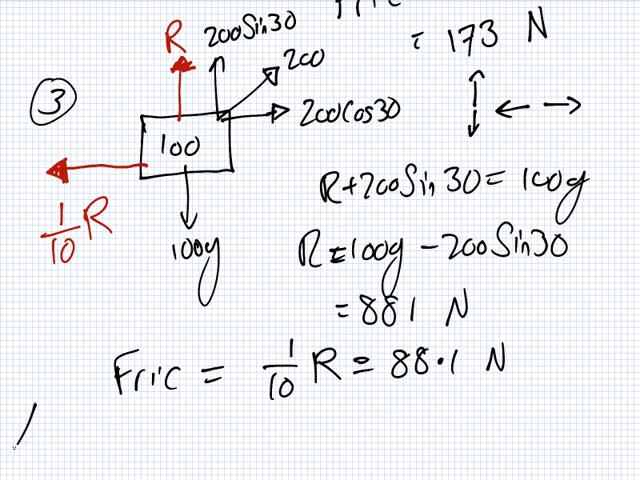 Fric
= 173 N
③
R
200Sin30
200
200Cos30
100
1/10 R
100g
R+200Sin30=100g
R=100g-200Sin30
=881 N
Fric = 1/10 R = 88.1 N